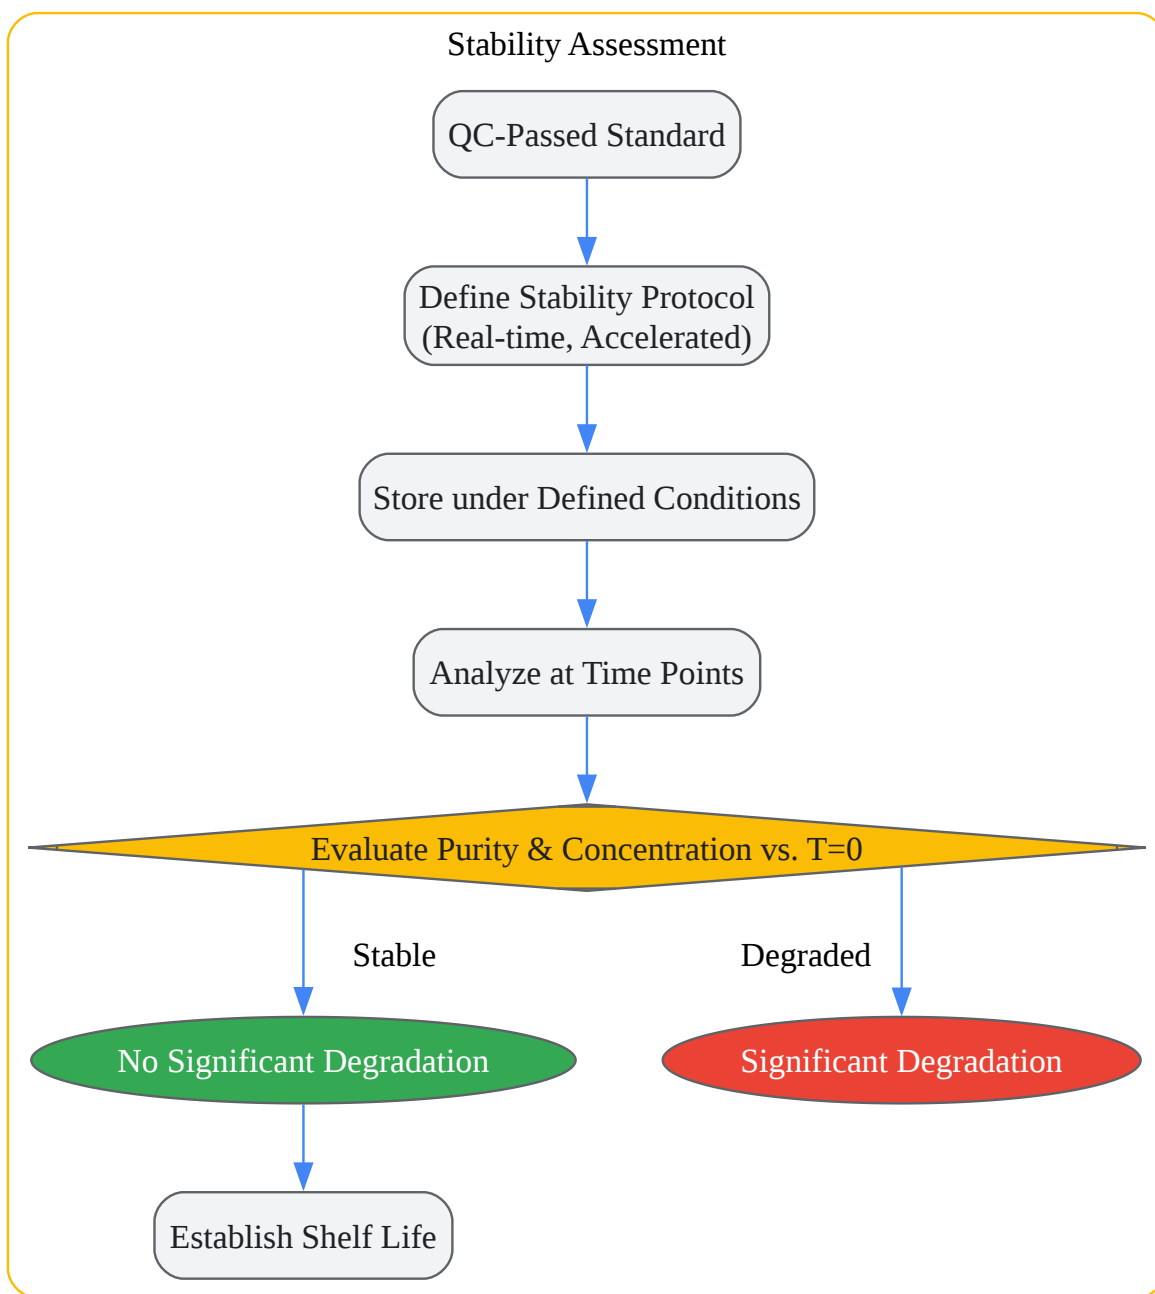 Stability Assessment
QC-Passed Standard
Define Stability Protocol
(Real-time, Accelerated)
Store under Defined Conditions
Analyze at Time Points
Evaluate Purity & Concentration vs. T=0
Stable
Degraded
No Significant Degradation
Significant Degradation
Establish Shelf Life